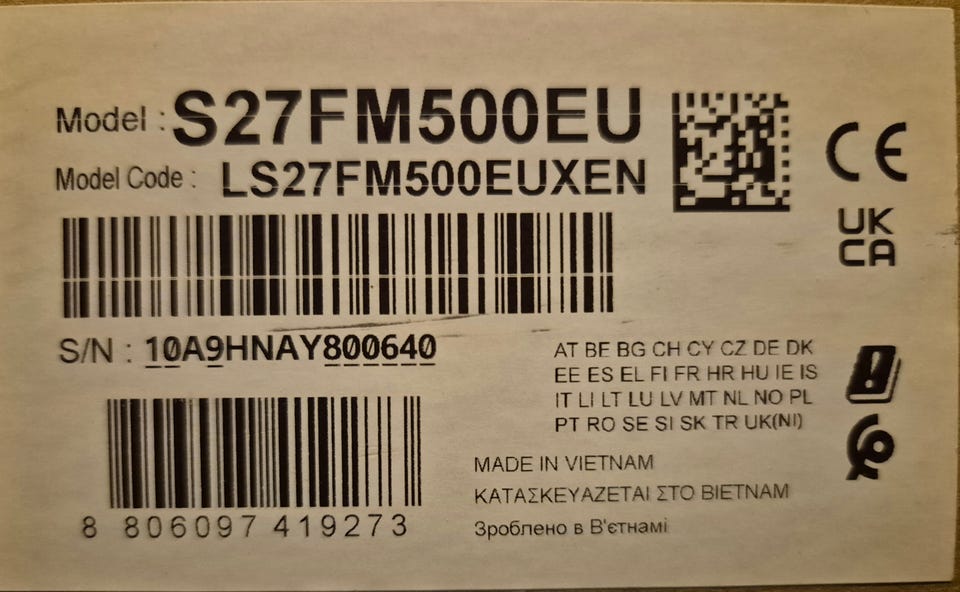 Model : S27FM500EU
Model Code : LS27FM500EUXEN
CE
UK
CA
S/N : 10A9HNAY800640
AT BE BG CH CY CZ DE DK
EE ES EL FI FR HR HU IE IS
IT LI LT LU LV MT NL NO PL
PT RO SE SI SK TR UK(NI)
8 806097 419273
MADE IN VIETNAM
ΚΑΤΑΣΚΕΥΑΖΕΤΑΙ ΣΤΟ ΒΙΕΤΝΑΜ
Зроблено в В'єтнамі